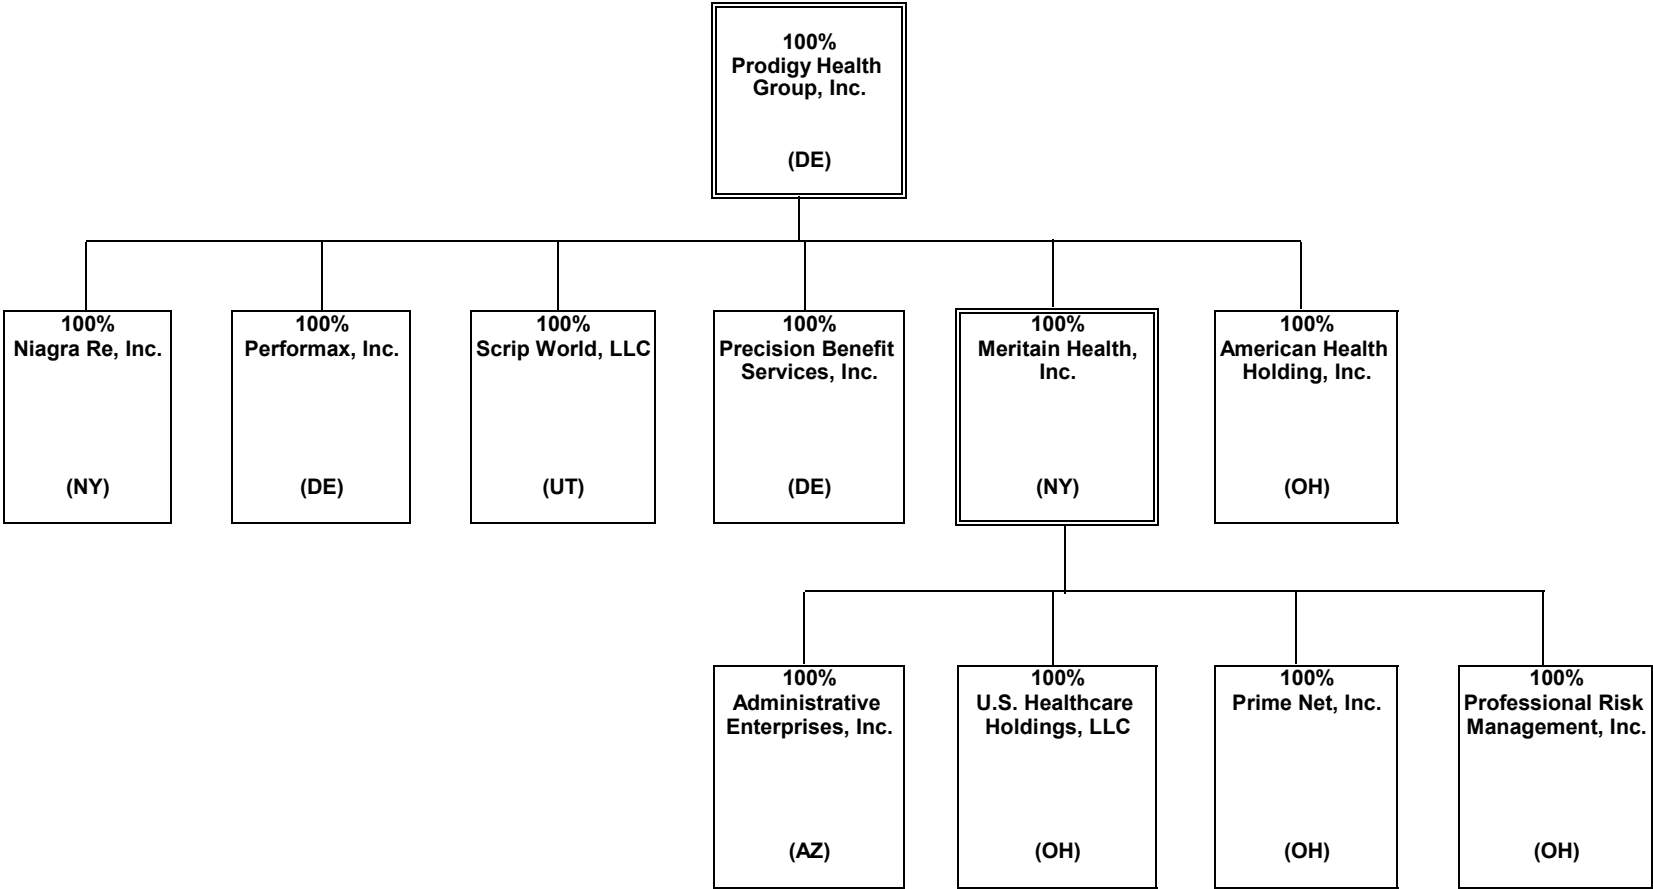 100%
Prodigy Health
Group, Inc.
(DE)
100%
Niagra Re, Inc.
(NY)
100%
Performax, Inc.
(DE)
100%
Scrip World, LLC
(UT)
100%
Precision Benefit
Services, Inc.
(DE)
100%
Meritain Health,
Inc.
(NY)
100%
American Health
Holding, Inc.
(OH)
100%
Administrative
Enterprises, Inc.
(AZ)
100%
U.S. Healthcare
Holdings, LLC
(OH)
100%
Prime Net, Inc.
(OH)
100%
Professional Risk
Management, Inc.
(OH)